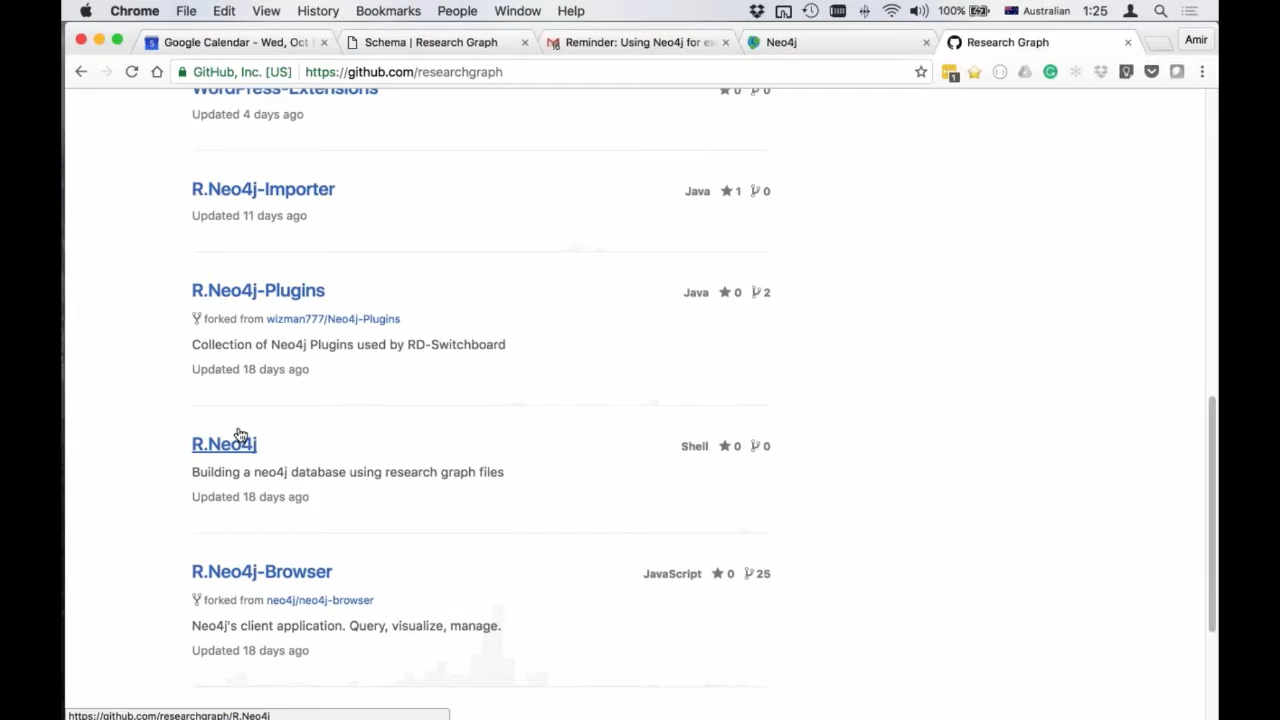 Chrome File Edit View History Bookmarks People Window Help 100% Australian 1:25
Google Calendar - Wed, Oct Schema | Research Graph Reminder: Using Neo4j for ex Neo4j Research Graph Amir
GitHub, Inc. [US] https://github.com/researchgraph
WordPress-Extensions 0 0
Updated 4 days ago
R.Neo4j-Importer Java 1 0
Updated 11 days ago
R.Neo4j-Plugins Java 0 2
forked from wizman777/Neo4j-Plugins
Collection of Neo4j Plugins used by RD-Switchboard
Updated 18 days ago
R.Neo4j Shell 0 0
Building a neo4j database using research graph files
Updated 18 days ago
R.Neo4j-Browser JavaScript 0 25
forked from neo4j/neo4j-browser
Neo4j's client application. Query, visualize, manage.
Updated 18 days ago
https://github.com/researchgraph/R.Neo4j